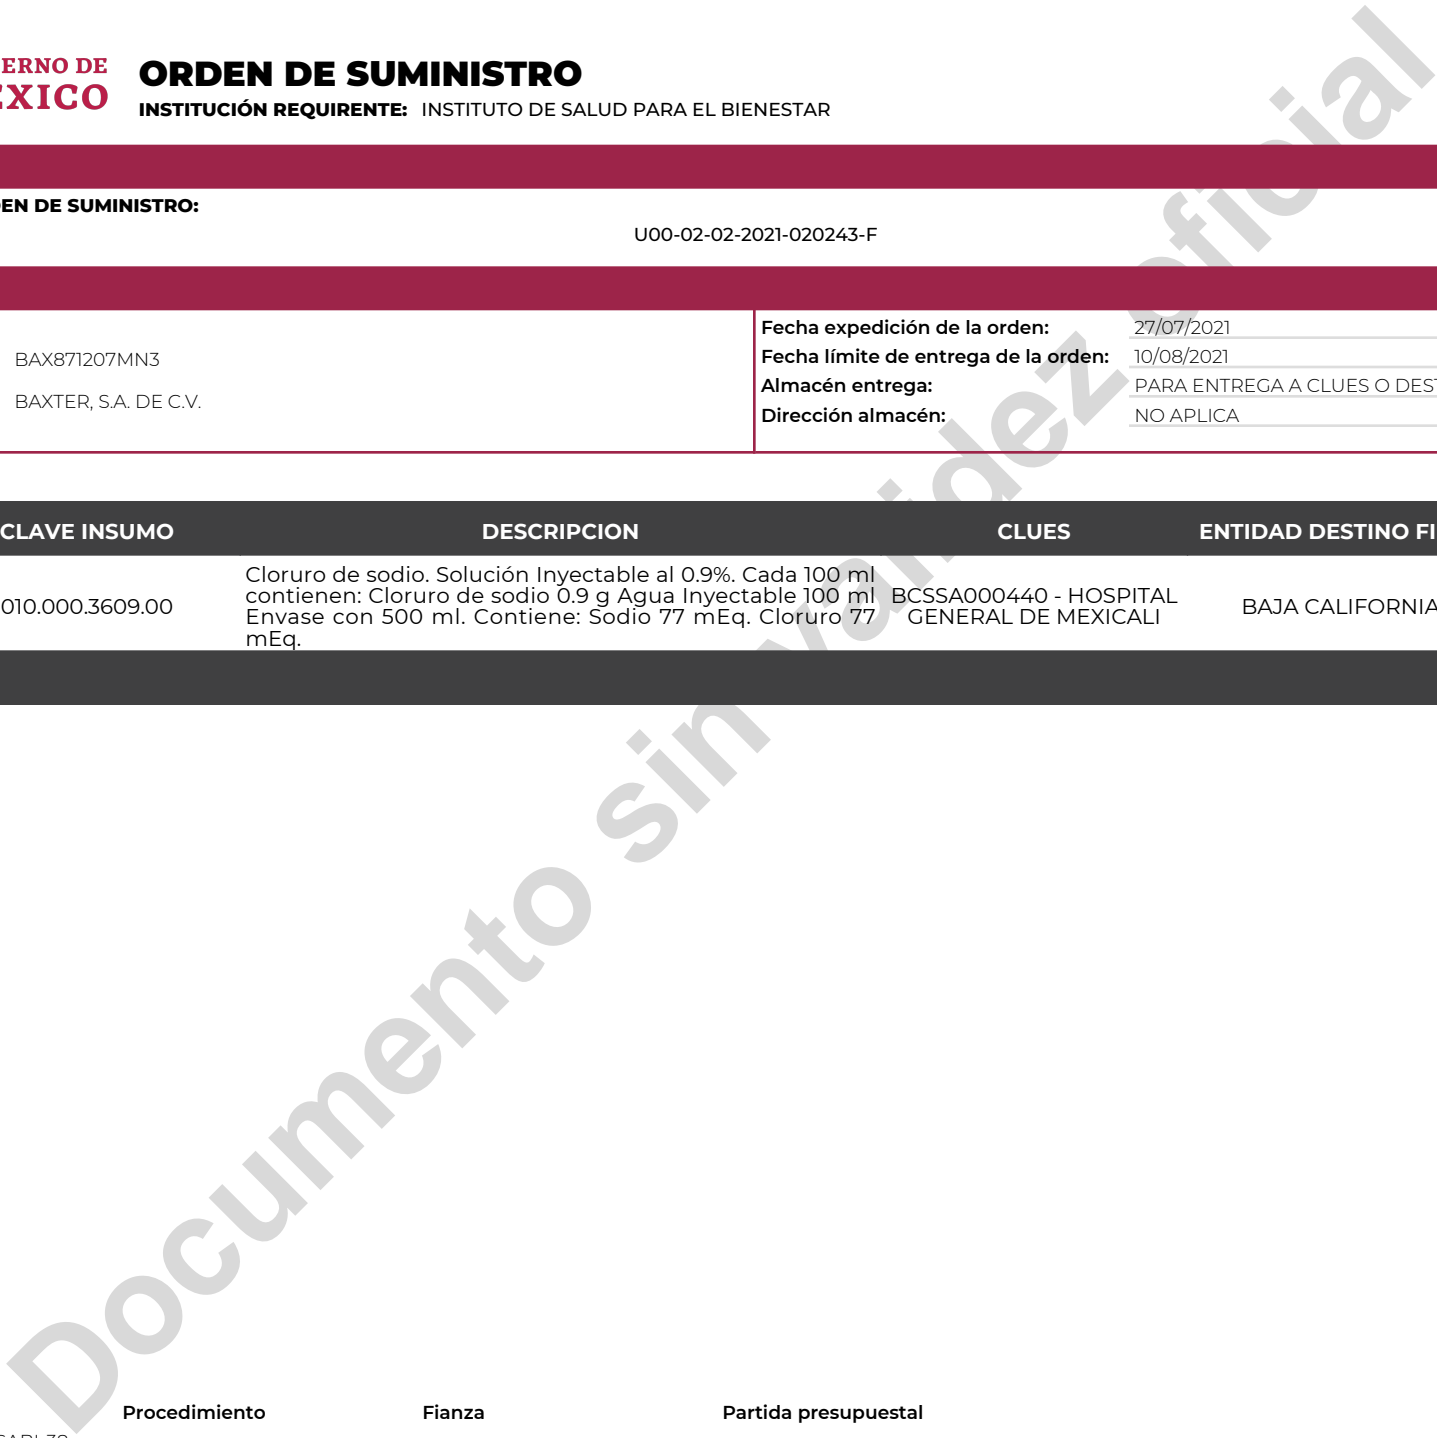 ERNO DE
EXICO
ORDEN DE SUMINISTRO
INSTITUCIÓN REQUIRENTE: INSTITUTO DE SALUD PARA EL BIENESTAR
EN DE SUMINISTRO:
U00-02-02-2021-020243-F
BAX871207MN3
BAXTER, S.A. DE C.V.
Fecha expedición de la orden: 27/07/2021
Fecha límite de entrega de la orden: 10/08/2021
Almacén entrega: PARA ENTREGA A CLUES O DEST
Dirección almacén: NO APLICA
CLAVE INSUMO DESCRIPCION CLUES ENTIDAD DESTINO FI
010.000.3609.00
Cloruro de sodio. Solución Inyectable al 0.9%. Cada 100 ml
contienen: Cloruro de sodio 0.9 g Agua Inyectable 100 ml
Envase con 500 ml. Contiene: Sodio 77 mEq. Cloruro 77
mEq.
BCSSA000440 - HOSPITAL
GENERAL DE MEXICALI
BAJA CALIFORNIA
Documento sin validez oficial
Procedimiento Fianza Partida presupuestal